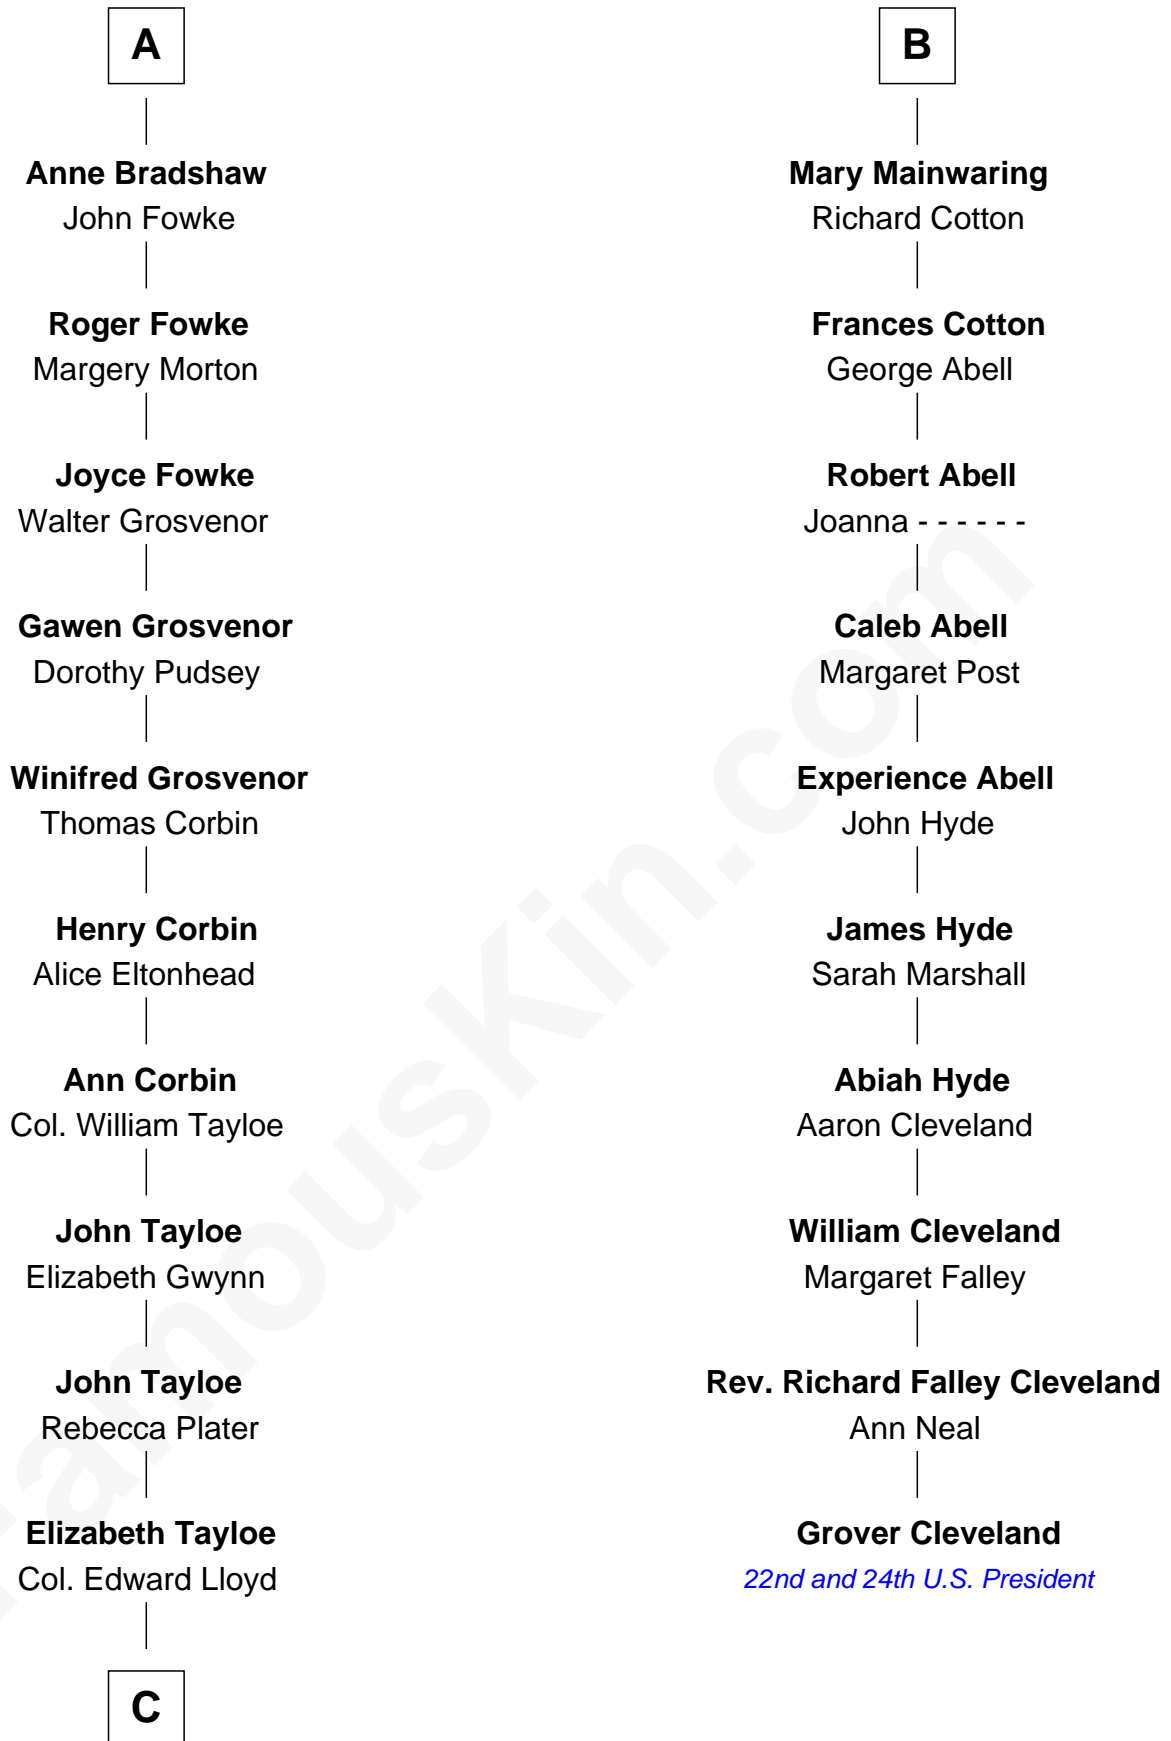 A
Anne Bradshaw
John Fowke
Roger Fowke
Margery Morton
Joyce Fowke
Walter Grosvenor
Gawen Grosvenor
Dorothy Pudsey
Winifred Grosvenor
Thomas Corbin
Henry Corbin
Alice Eltonhead
Ann Corbin
Col. William Tayloe
John Tayloe
Elizabeth Gwynn
John Tayloe
Rebecca Plater
Elizabeth Tayloe
Col. Edward Lloyd
C
B
Mary Mainwaring
Richard Cotton
Frances Cotton
George Abell
Robert Abell
Joanna - - - - - -
Caleb Abell
Margaret Post
Experience Abell
John Hyde
James Hyde
Sarah Marshall
Abiah Hyde
Aaron Cleveland
William Cleveland
Margaret Falley
Rev. Richard Falley Cleveland
Ann Neal
Grover Cleveland
22nd and 24th U.S. President
FamousKin.com